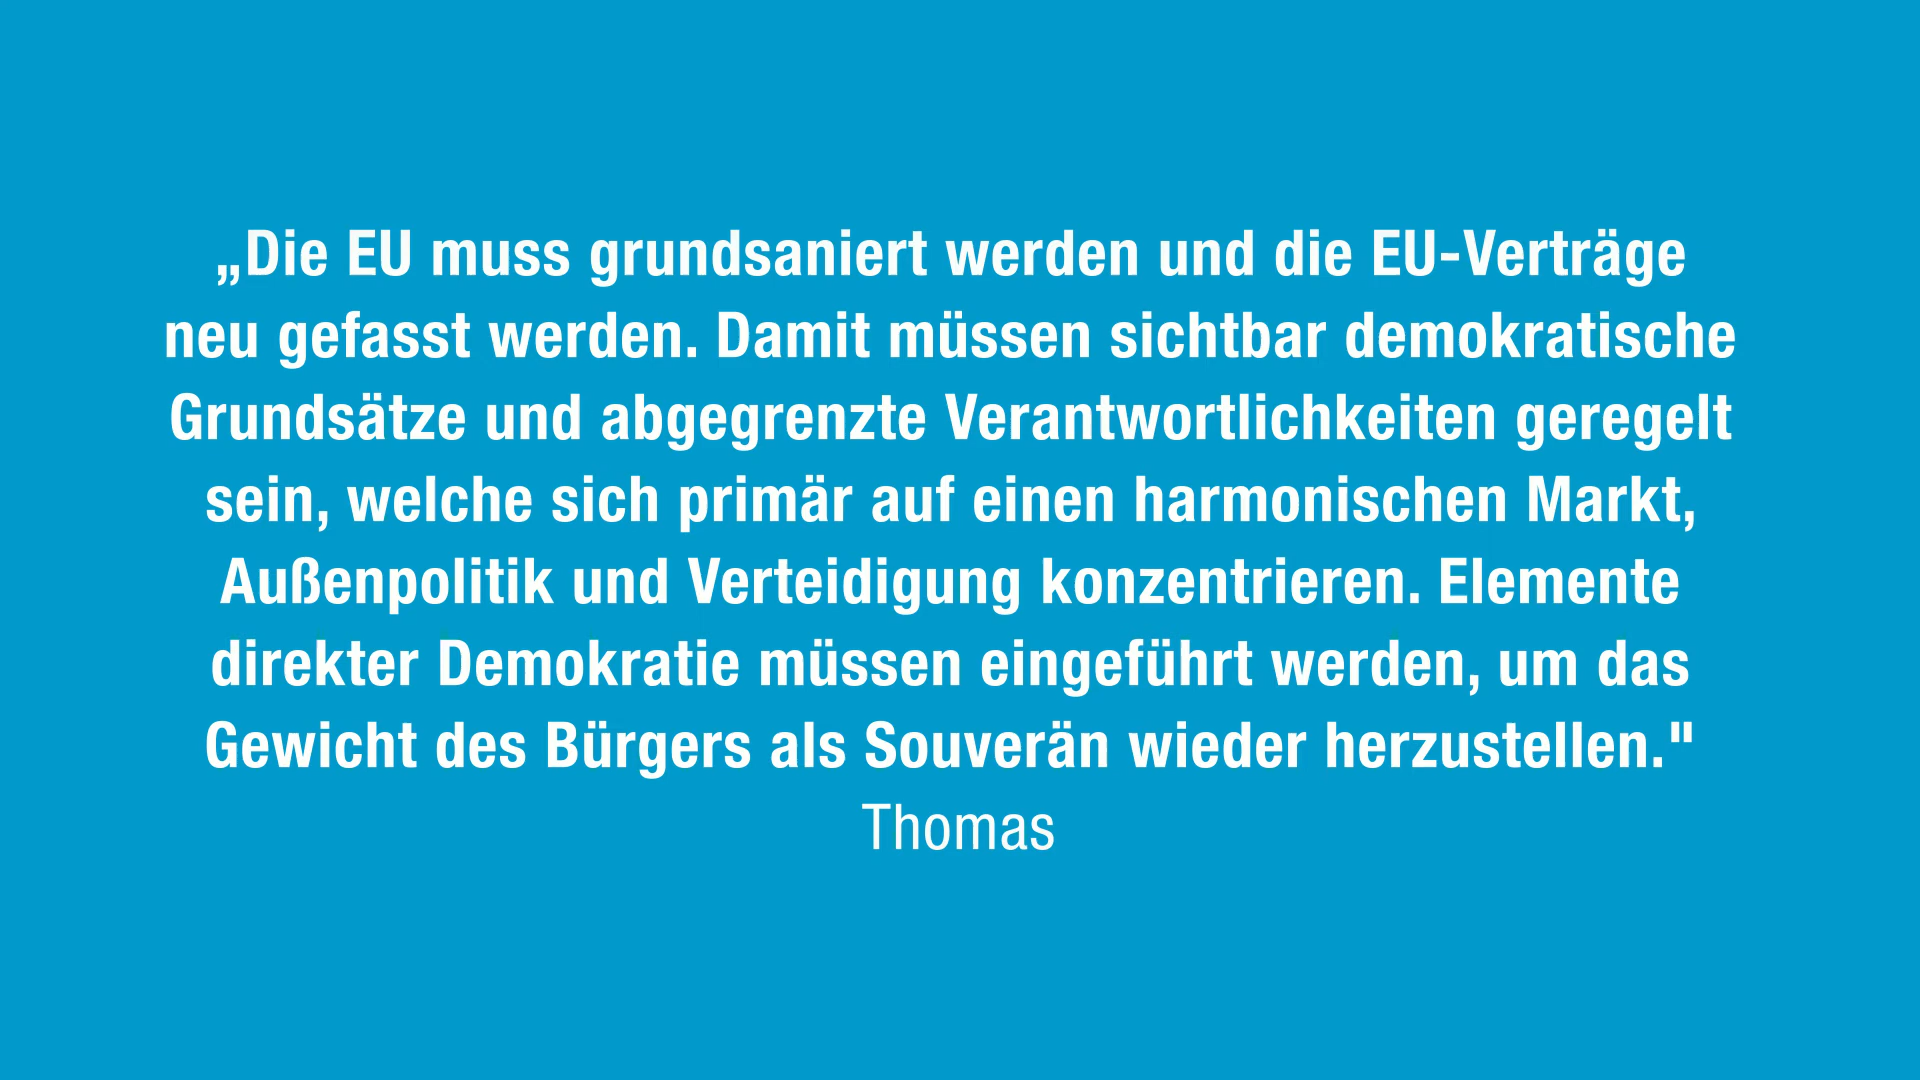 „Die EU muss grundsaniert werden und die EU-Verträge
neu gefasst werden. Damit müssen sichtbar demokratische
Grundsätze und abgegrenzte Verantwortlichkeiten geregelt
sein, welche sich primär auf einen harmonischen Markt,
Außenpolitik und Verteidigung konzentrieren. Elemente
direkter Demokratie müssen eingeführt werden, um das
Gewicht des Bürgers als Souverän wieder herzustellen."
Thomas